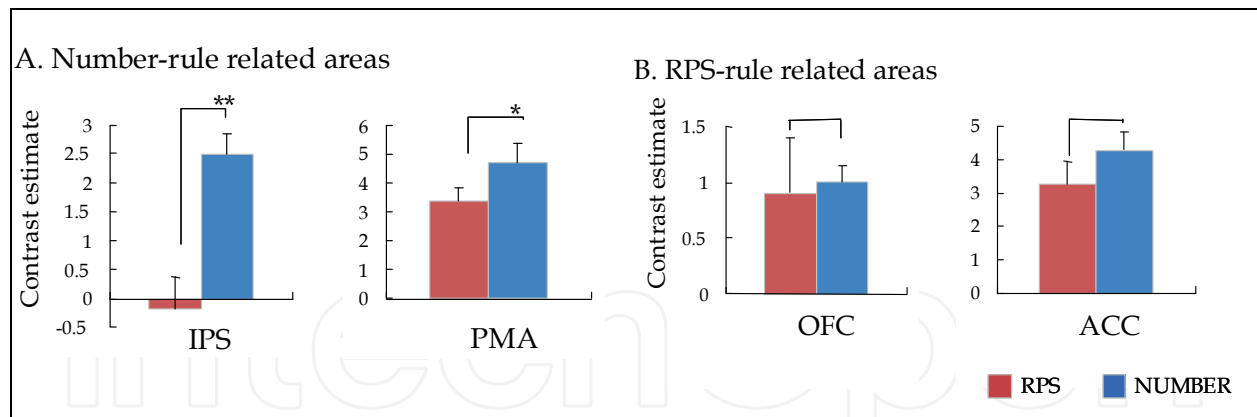 A. Number-rule related areas
B. RPS-rule related areas
Contrast estimate
3
2.5
2
1.5
1
0.5
0
-0.5
**
IPS
6
5
4
3
2
1
0
*
PMA
Contrast estimate
1.5
1
0.5
0
OFC
5
4
3
2
1
0
ACC
RPS
NUMBER
intechopen